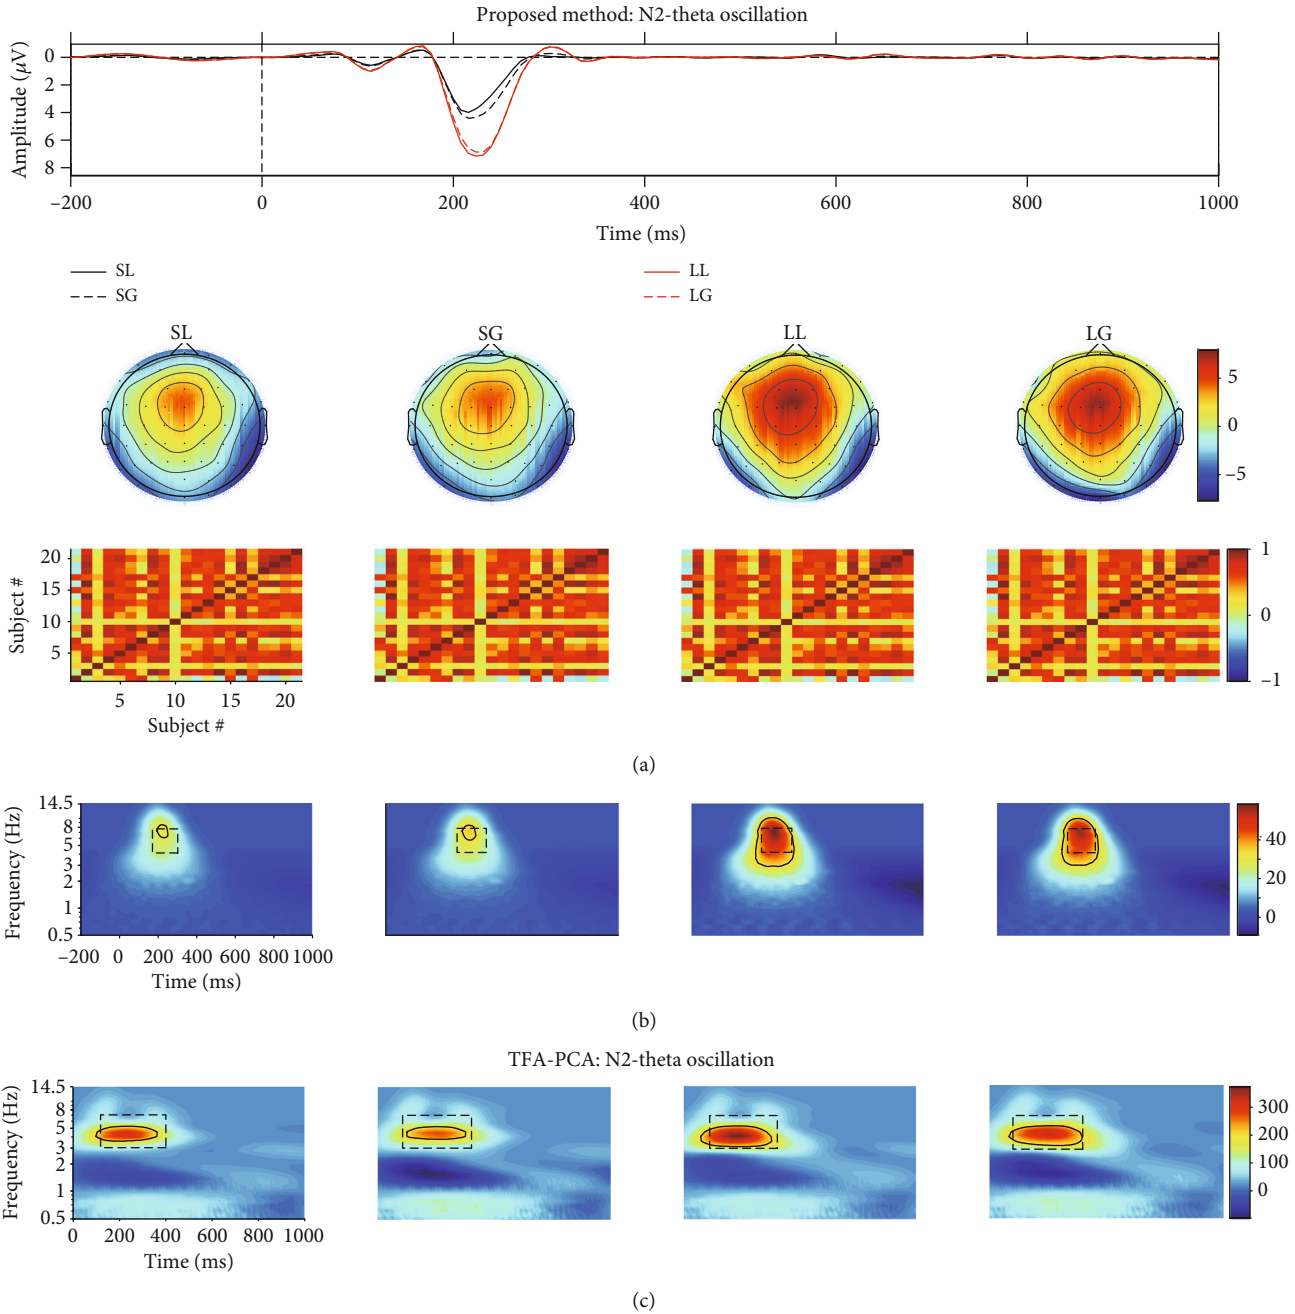 Proposed method: N2-theta oscillation
Amplitude (μV)
0
2
4
6
8
−200 0 200 400 600 800 1000
Time (ms)
SL
SG
LL
LG
SL SG LL LG
5
0
−5
Subject #
20
15
10
5
5 10 15 20
Subject #
1
0
−1
(a)
Frequency (Hz)
14.5
8
5
3
2
1
0.5
−200 0 200 400 600 800 1000
Time (ms)
40
20
0
(b)
TFA-PCA: N2-theta oscillation
Frequency (Hz)
14.5
8
5
3
2
1
0.5
0 200 400 600 800 1000
Time (ms)
300
200
100
0
(c)